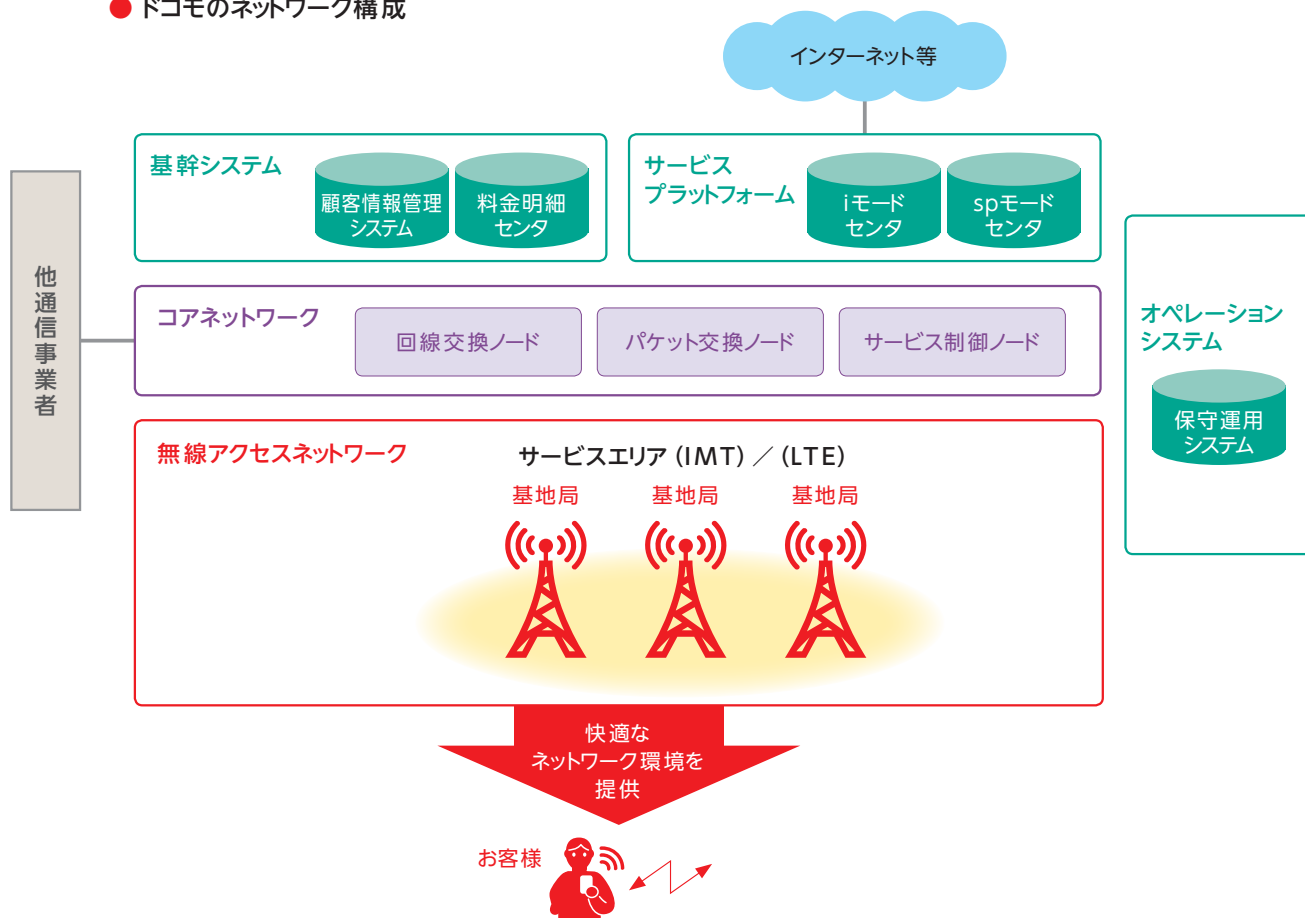 ドコモのネットワーク構成
インターネット等
基幹システム
顧客情報管理
システム
料金明細
センタ
サービス
プラットフォーム
iモード
センタ
spモード
センタ
他通信事業者
コアネットワーク
回線交換ノード
パケット交換ノード
サービス制御ノード
オペレーション
システム
保守運用
システム
無線アクセスネットワーク
サービスエリア（IMT）／（LTE）
基地局
基地局
基地局
快適な
ネットワーク環境を
提供
お客様